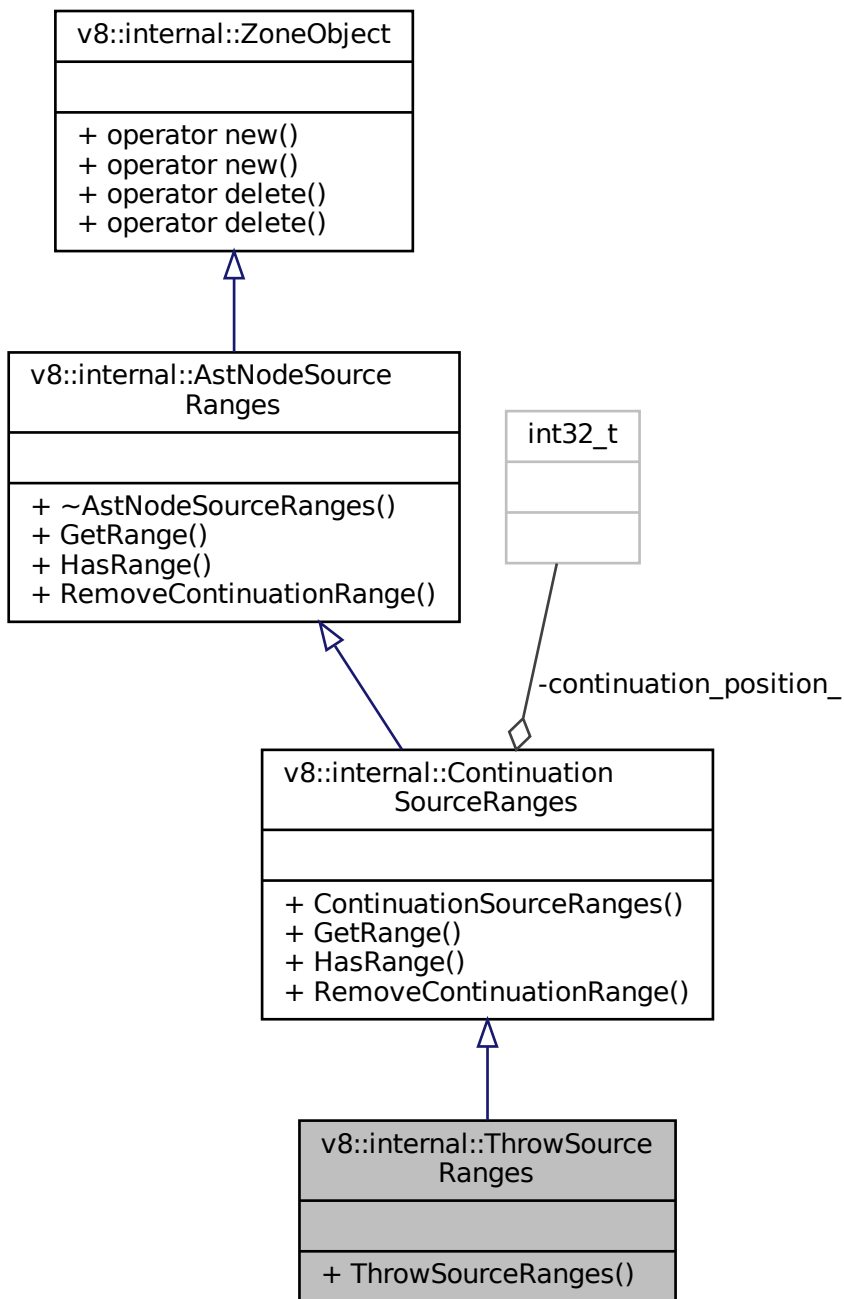 v8::internal::ZoneObject
+ operator new()
+ operator new()
+ operator delete()
+ operator delete()
v8::internal::AstNodeSource
Ranges
+ ~AstNodeSourceRanges()
+ GetRange()
+ HasRange()
+ RemoveContinuationRange()
int32_t
-continuation_position_
v8::internal::Continuation
SourceRanges
+ ContinuationSourceRanges()
+ GetRange()
+ HasRange()
+ RemoveContinuationRange()
v8::internal::ThrowSource
Ranges
+ ThrowSourceRanges()